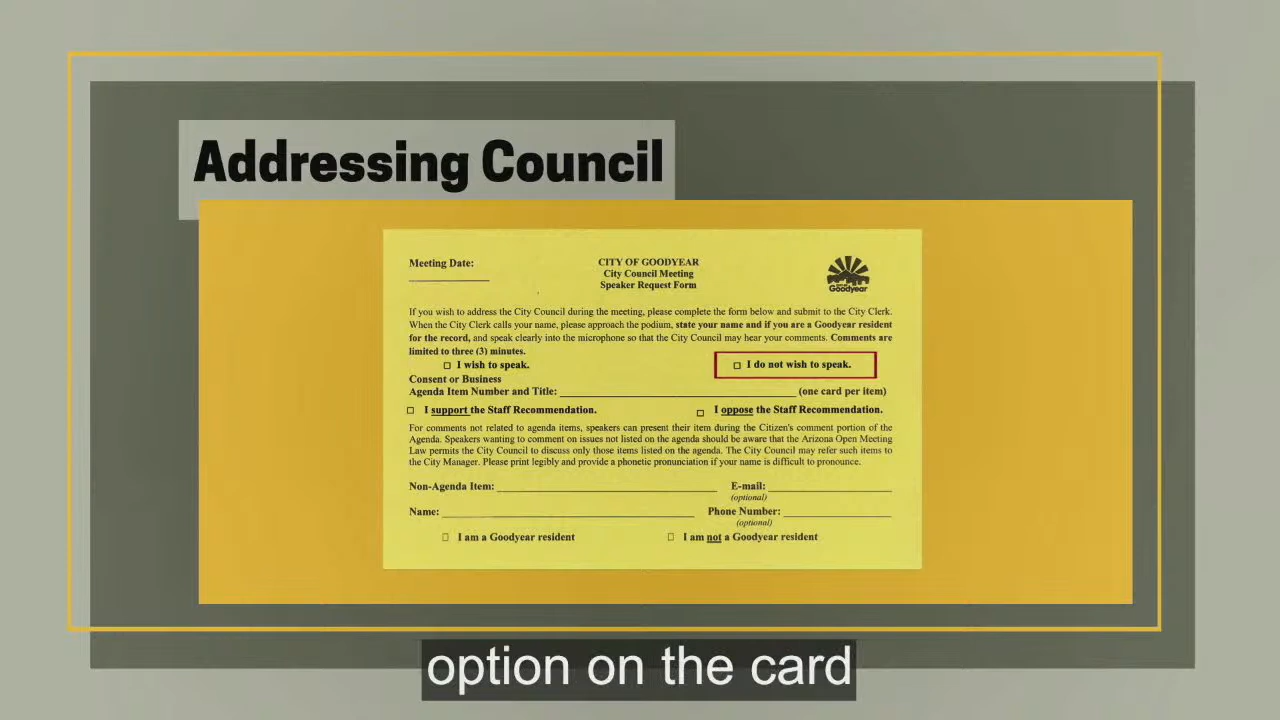 Addressing Council
Meeting Date:
CITY OF GOODYEAR
City Council Meeting
Speaker Request Form
Goodyear
If you wish to address the City Council during the meeting, please complete the form below and submit to the City Clerk.
When the City Clerk calls your name, please approach the podium, state your name and if you are a Goodyear resident
for the record, and speak clearly into the microphone so that the City Council may hear your comments. Comments are
limited to three (3) minutes.
☐ I wish to speak. ☐ I do not wish to speak.
Consent or Business
Agenda Item Number and Title: (one card per item)
☐ I support the Staff Recommendation. ☐ I oppose the Staff Recommendation.
For comments not related to agenda items, speakers can present their item during the Citizen's comment portion of the
Agenda. Speakers wanting to comment on issues not listed on the agenda should be aware that the Arizona Open Meeting
Law permits the City Council to discuss only those items listed on the agenda. The City Council may refer such items to
the City Manager. Please print legibly and provide a phonetic pronunciation if your name is difficult to pronounce.
Non-Agenda Item: E-mail:
(optional)
Name: Phone Number:
(optional)
☐ I am a Goodyear resident ☐ I am not a Goodyear resident
option on the card